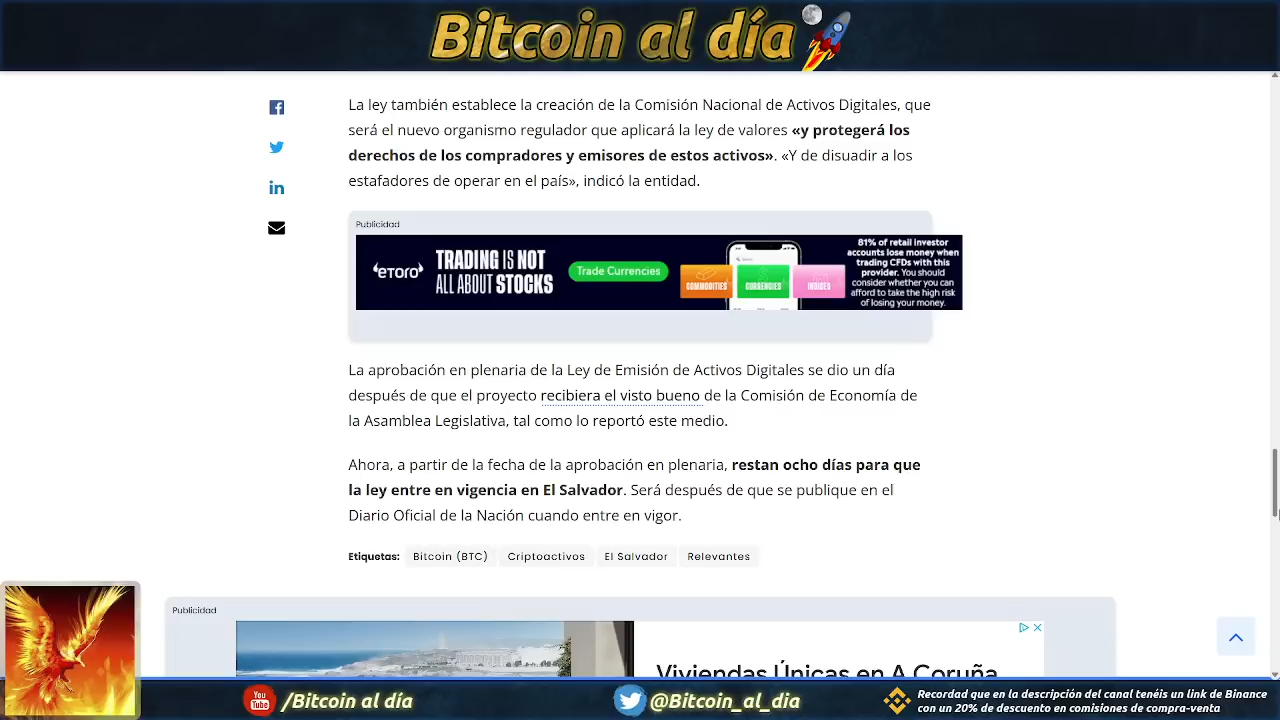 Bitcoin al día
La ley también establece la creación de la Comisión Nacional de Activos Digitales, que
será el nuevo organismo regulador que aplicará la ley de valores «y protegerá los
derechos de los compradores y emisores de estos activos». «Y de disuadir a los
estafadores de operar en el país», indicó la entidad.
Publicidad
eToro
TRADING IS NOT
ALL ABOUT STOCKS
Trade Currencies
COMMODITIES
CURRENCIES
INDICES
81% of retail investor
accounts lose money when
trading CFDs with this
provider. You should
consider whether you can
afford to take the high risk
of losing your money.
La aprobación en plenaria de la Ley de Emisión de Activos Digitales se dio un día
después de que el proyecto recibiera el visto bueno de la Comisión de Economía de
la Asamblea Legislativa, tal como lo reportó este medio.
Ahora, a partir de la fecha de la aprobación en plenaria, restan ocho días para que
la ley entre en vigencia en El Salvador. Será después de que se publique en el
Diario Oficial de la Nación cuando entre en vigor.
Etiquetas: Bitcoin (BTC) Criptoactivos El Salvador Relevantes
Publicidad
Viviendas Únicas en A Coruña
You Tube /Bitcoin al día
@Bitcoin_al_dia
Recordad que en la descripción del canal tenéis un link de Binance
con un 20% de descuento en comisiones de compra-venta